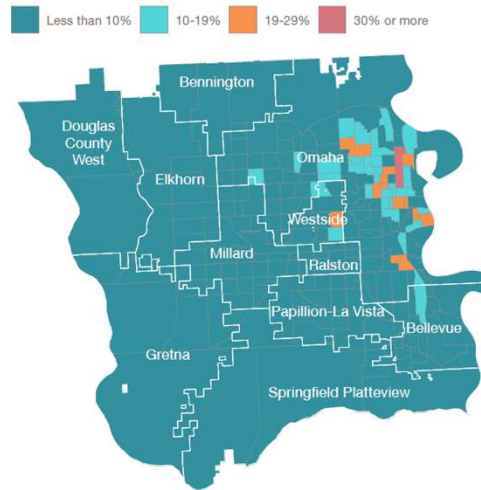 Less than 10% 10-19% 19-29% 30% or more
Bennington
Douglas
County
West
Omaha
Elkhorn
Westside
Millard
Ralston
Papillion-La Vista
Bellevue
Gretna
Springfield Platteview